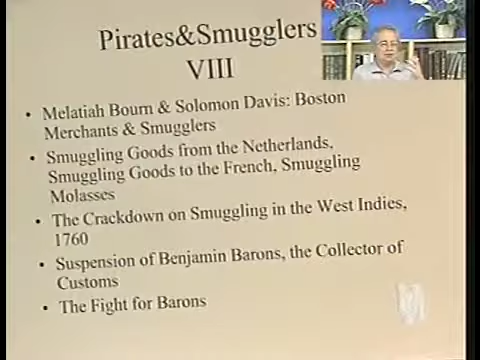 Pirates&Smugglers
VIII
• Melatiah Bourn & Solomon Davis: Boston
Merchants & Smugglers
• Smuggling Goods from the Netherlands,
Smuggling Goods to the French, Smuggling
Molasses
• The Crackdown on Smuggling in the West Indies,
1760
• Suspension of Benjamin Barons, the Collector of
Customs
• The Fight for Barons